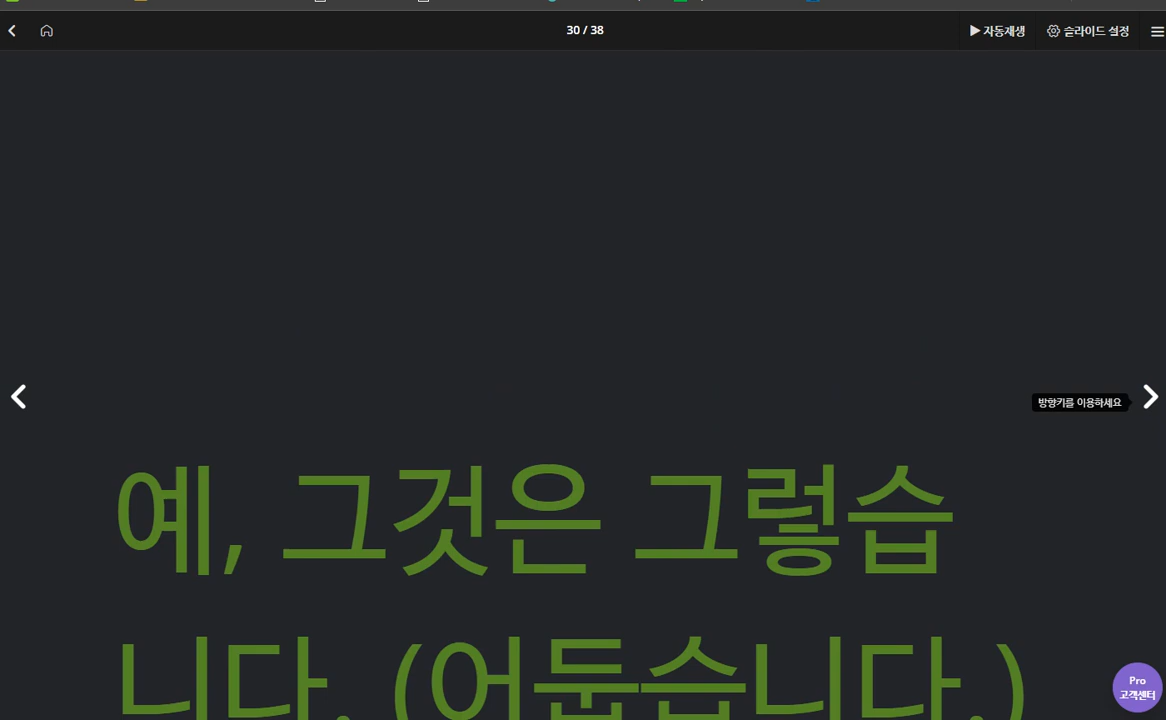 30 / 38
▶ 자동재생
슬라이드 설정
방향키를 이용하세요
예, 그것은 그렇습
니다. (어둡습니다.)
Pro
고객센터